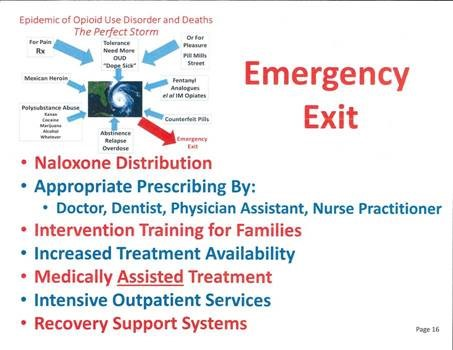 Epidemic of Opioid Use Disorder and Deaths
The Perfect Storm
For Pain
Rx
Tolerance
Need More
OUD
"Dope Sick"
Or For
Pleasure
Pill Mills
Street
Mexican Heroin
Fentanyl
Analogues
et al IM Opiates
Polysubstance Abuse
Xanax
Cocaine
Marijuana
Alcohol
Whatever
Counterfeit Pills
Abstinence
Relapse
Overdose
Emergency
Exit
Emergency
Exit
• Naloxone Distribution
• Appropriate Prescribing By:
• Doctor, Dentist, Physician Assistant, Nurse Practitioner
• Intervention Training for Families
• Increased Treatment Availability
• Medically Assisted Treatment
• Intensive Outpatient Services
• Recovery Support Systems
Page 16